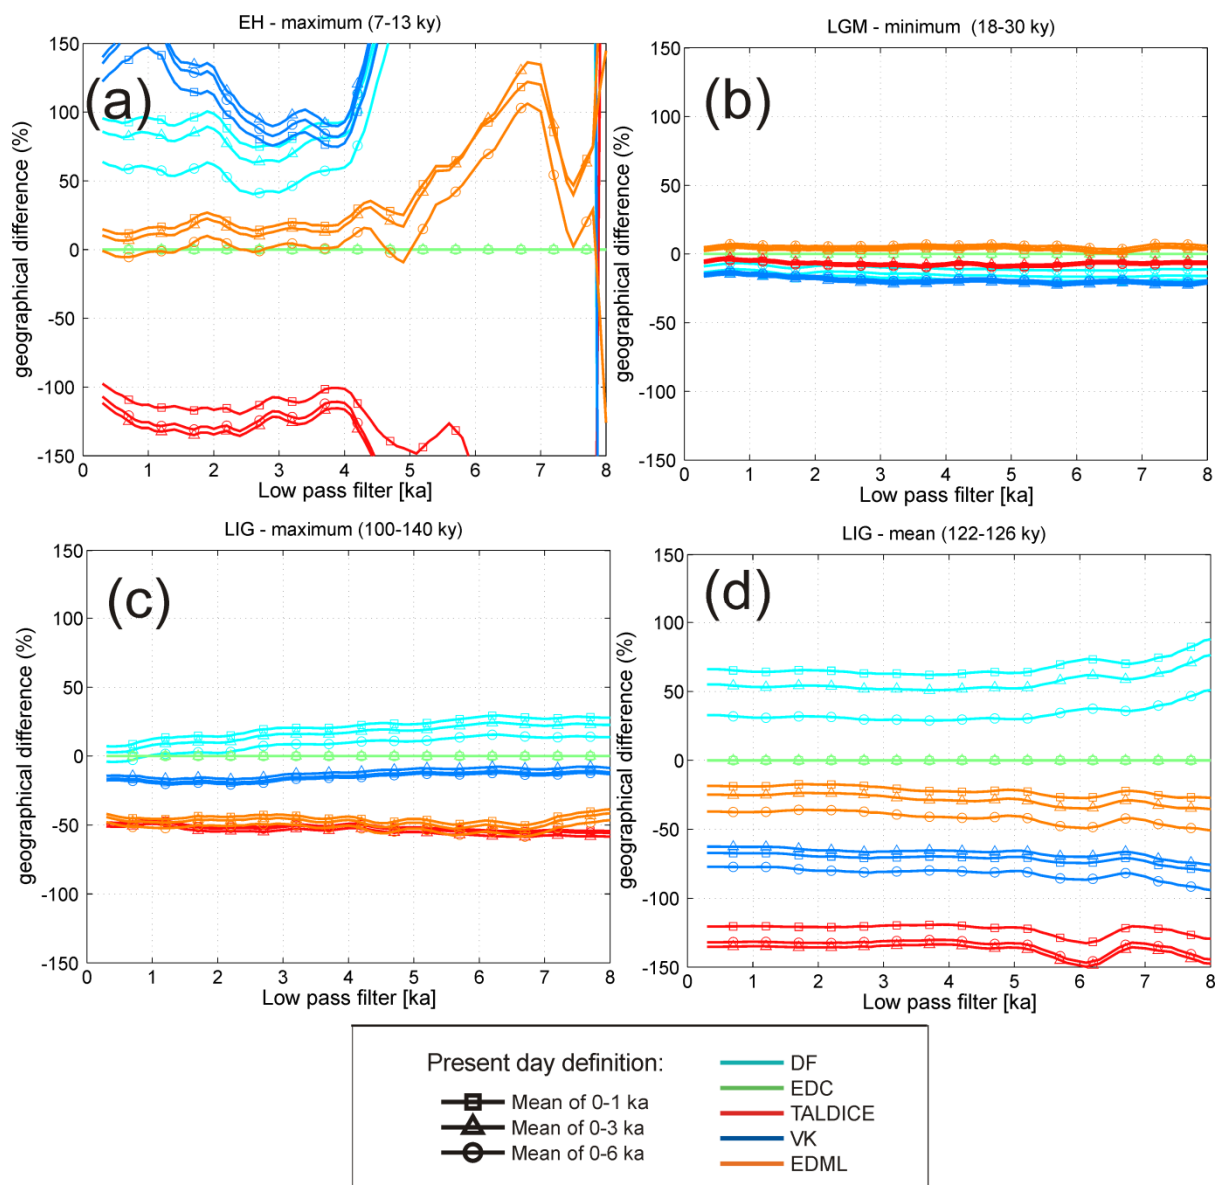 EH - maximum (7-13 ky)
(a)
geographical difference (%)
150
100
50
0
-50
-100
-150
0 1 2 3 4 5 6 7 8
Low pass filter [ka]
LGM - minimum (18-30 ky)
(b)
geographical difference (%)
150
100
50
0
-50
-100
-150
0 1 2 3 4 5 6 7 8
Low pass filter [ka]
LIG - maximum (100-140 ky)
(c)
geographical difference (%)
150
100
50
0
-50
-100
-150
0 1 2 3 4 5 6 7 8
Low pass filter [ka]
LIG - mean (122-126 ky)
(d)
geographical difference (%)
150
100
50
0
-50
-100
-150
0 1 2 3 4 5 6 7 8
Low pass filter [ka]
Present day definition:
Mean of 0-1 ka
Mean of 0-3 ka
Mean of 0-6 ka
DF
EDC
TALDICE
VK
EDML